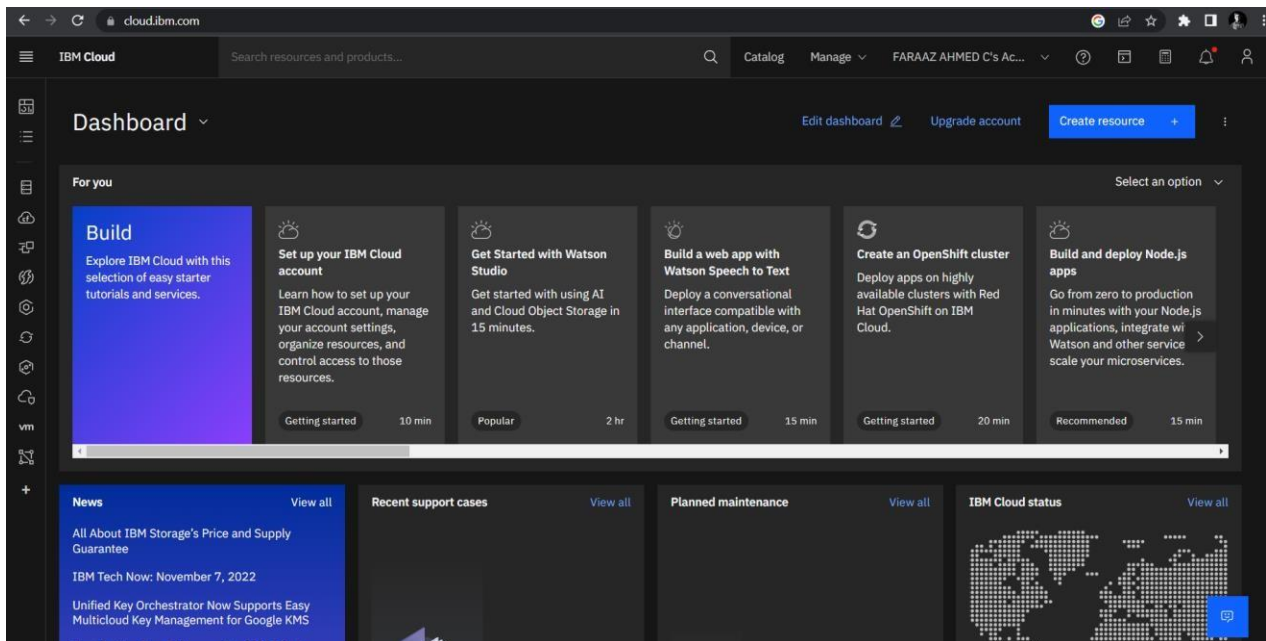 cloud.ibm.com
IBM Cloud
Search resources and products...
Catalog
Manage
FARAAZ AHMED C's Ac...
Dashboard
Edit dashboard
Upgrade account
Create resource +
For you
Select an option
Build
Explore IBM Cloud with this
selection of easy starter
tutorials and services.
Set up your IBM Cloud
account
Learn how to set up your
IBM Cloud account, manage
your account settings,
organize resources, and
control access to those
resources.
Getting started 10 min
Get Started with Watson
Studio
Get started with using AI
and Cloud Object Storage in
15 minutes.
Popular 2 hr
Build a web app with
Watson Speech to Text
Deploy a conversational
interface compatible with
any application, device, or
channel.
Getting started 15 min
Create an OpenShift cluster
Deploy apps on highly
available clusters with Red
Hat OpenShift on IBM
Cloud.
Getting started 20 min
Build and deploy Node.js
apps
Go from zero to production
in minutes with your Node.js
applications, integrate wi
Watson and other service
scale your microservices.
Recommended 15 min
vm
News View all
All About IBM Storage's Price and Supply
Guarantee
IBM Tech Now: November 7, 2022
Unified Key Orchestrator Now Supports Easy
Multicloud Key Management for Google KMS
Recent support cases View all
Planned maintenance View all
IBM Cloud status View all